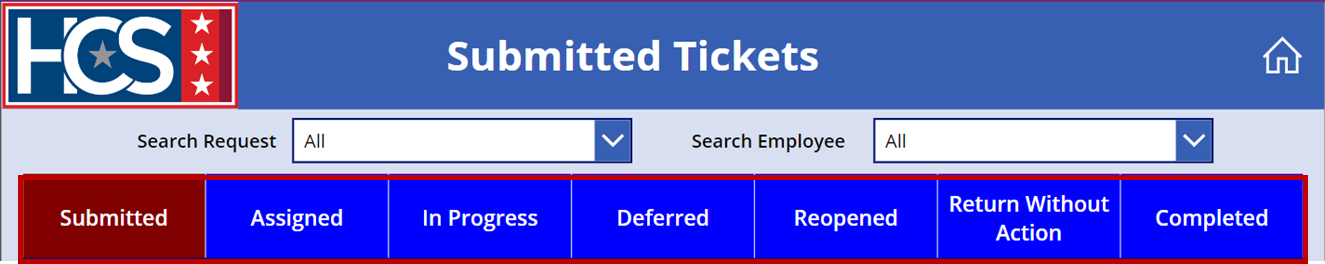 HCS
Submitted Tickets
Search Request
All
Search Employee
All
Submitted
Assigned
In Progress
Deferred
Reopened
Return Without
Action
Completed